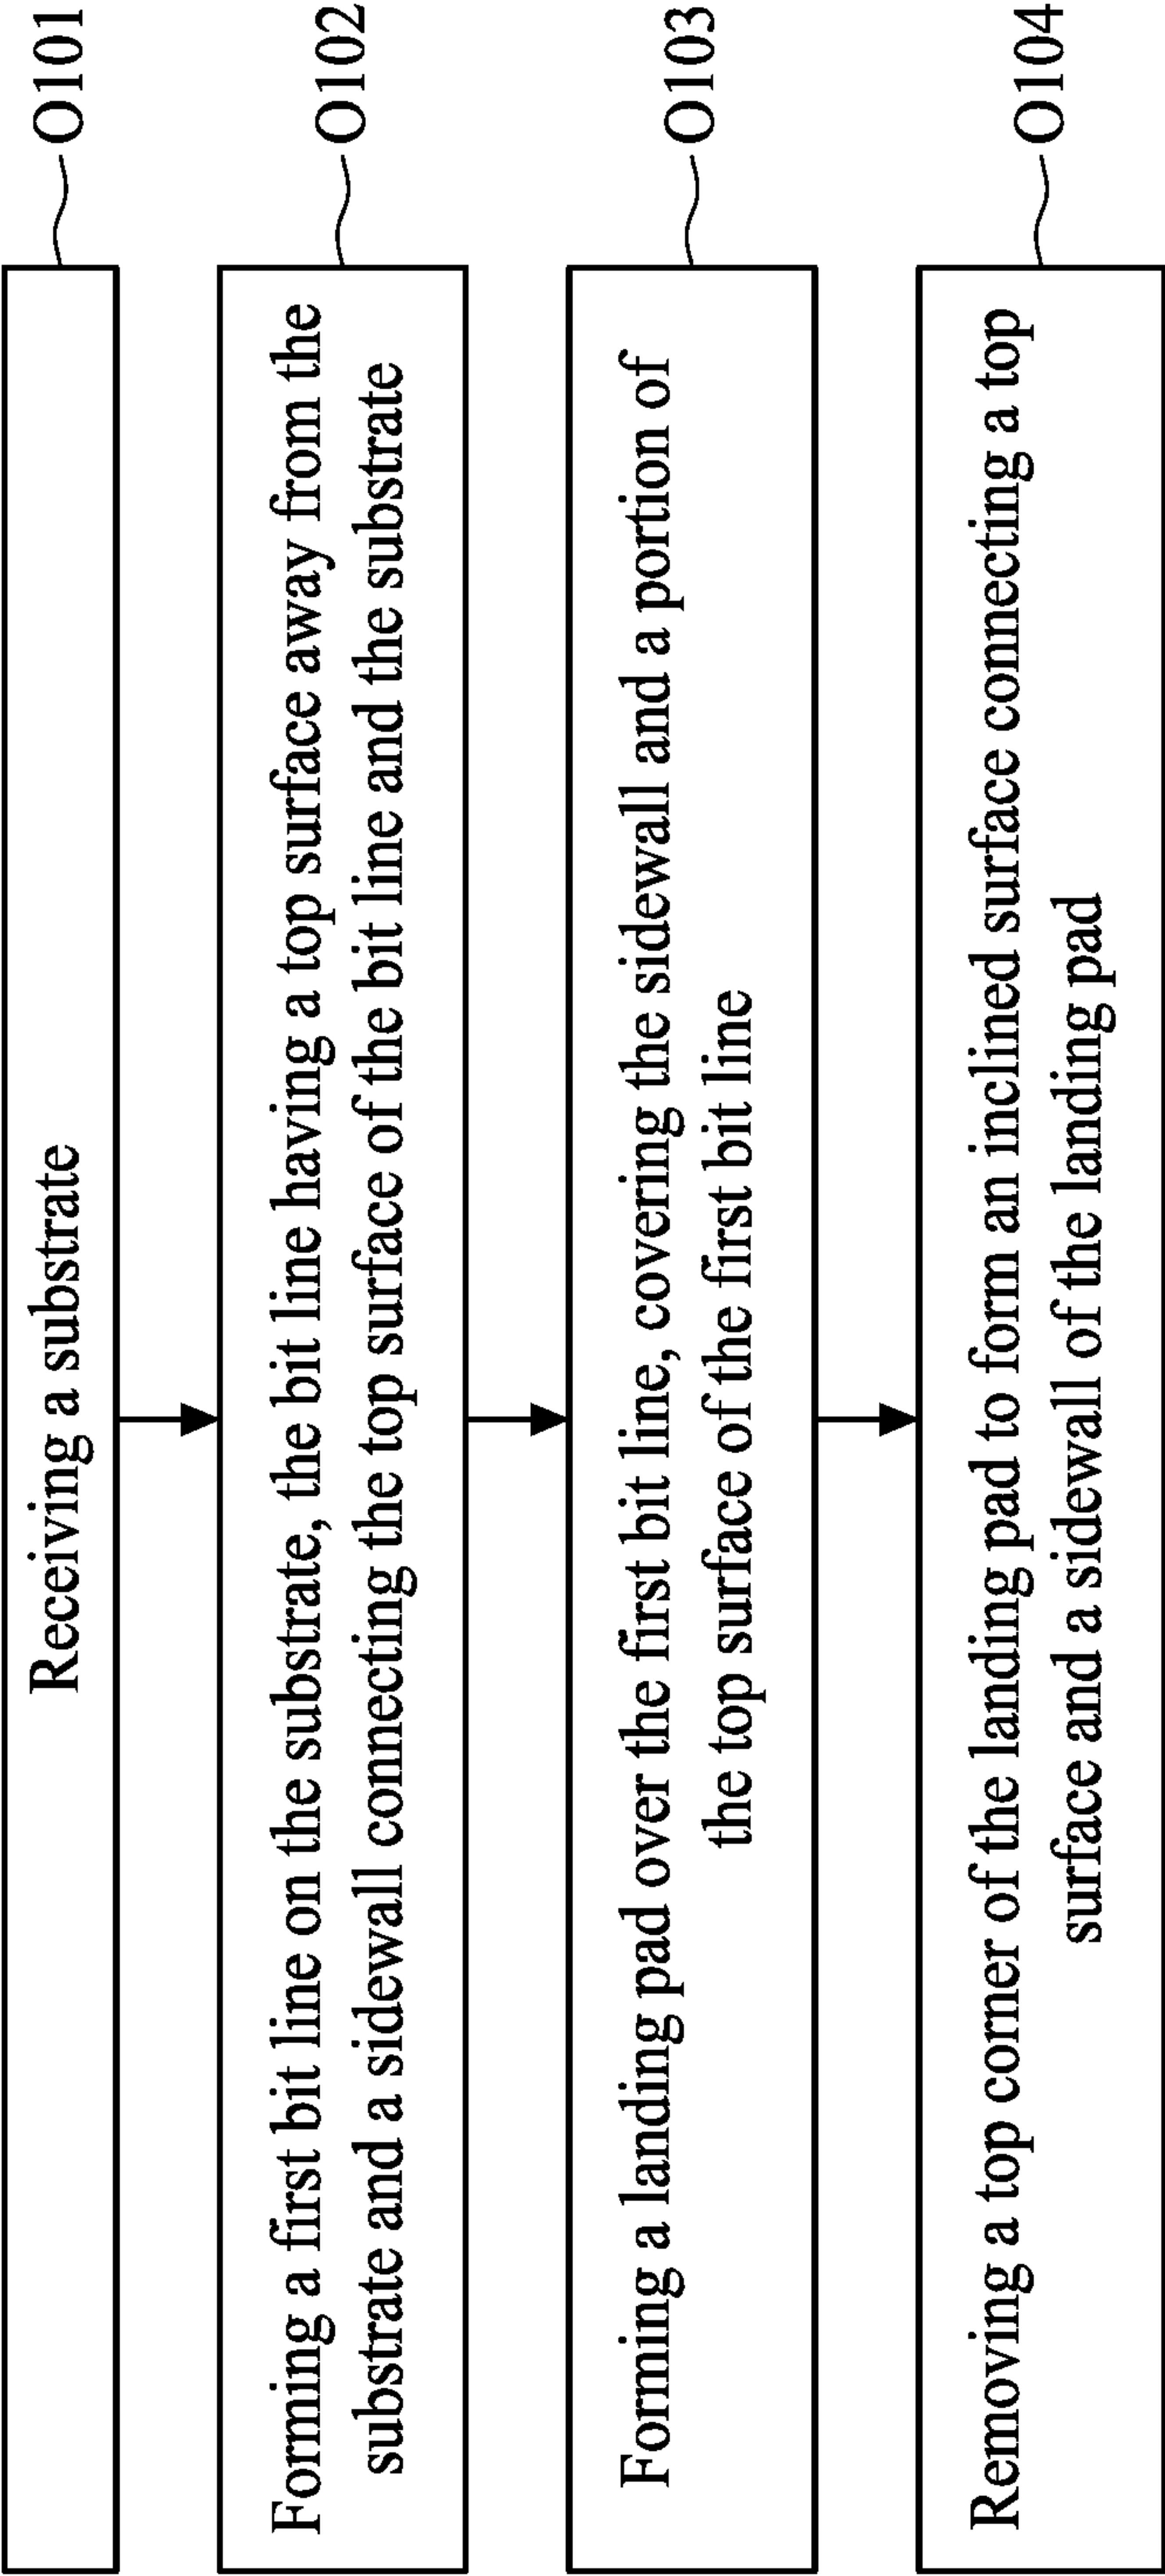 Receiving a substrate
O101
Forming a first bit line on the substrate, the bit line having a top surface away from the
substrate and a sidewall connecting the top surface of the bit line and the substrate
O102
Forming a landing pad over the first bit line, covering the sidewall and a portion of
the top surface of the first bit line
O103
Removing a top corner of the landing pad to form an inclined surface connecting a top
surface and a sidewall of the landing pad
O104